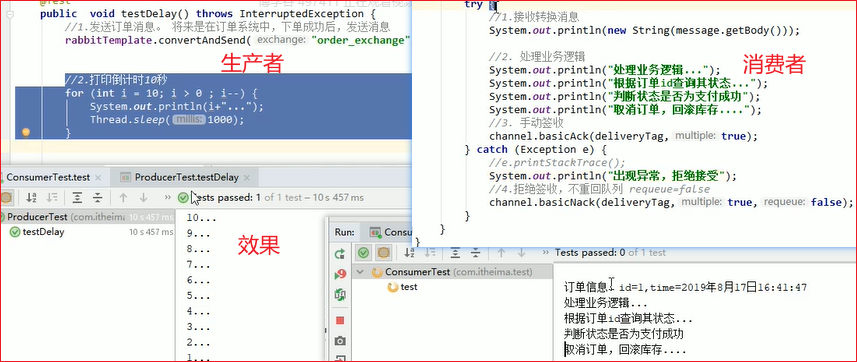 @Test
public void testDelay() throws InterruptedException {
//1.发送订单消息。 将来是在订单系统中，下单成功后，发送消息
rabbitTemplate.convertAndSend( exchange: "order_exchange"
生产者
//2.打印倒计时10秒
for (int i = 10; i > 0 ; i--) {
System.out.println(i+"...");
Thread.sleep( millis: 1000);
}
try {
//1.接收转换消息
System.out.println(new String(message.getBody()));
//2. 处理业务逻辑
消费者
System.out.println("处理业务逻辑...");
System.out.println("根据订单id查询其状态...");
System.out.println("判断状态是否为支付成功");
System.out.println("取消订单，回滚库存....");
//3. 手动签收
channel.basicAck(deliveryTag, multiple: true);
} catch (Exception e) {
//e.printStackTrace();
System.out.println("出现异常，拒绝接受");
//4.拒绝签收，不重回队列 requeue=false
channel.basicNack(deliveryTag, multiple: true, requeue: false);
}
}
}
ConsumerTest.test
ProducerTest.testDelay
Tests passed: 1 of 1 test – 10 s 457 ms
ProducerTest (com.itheima 10 s 457 ms
testDelay 10 s 457 ms
效果
10...
9...
8...
7...
6...
5...
4...
3...
2...
1...
Run:
Consu
Tests passed: 0 of 1 test
ConsumerTest (com.itheima.test)
test
订单信息: id=1,time=2019年8月17日16:41:47
处理业务逻辑...
根据订单id查询其状态...
判断状态是否为支付成功
取消订单，回滚库存....